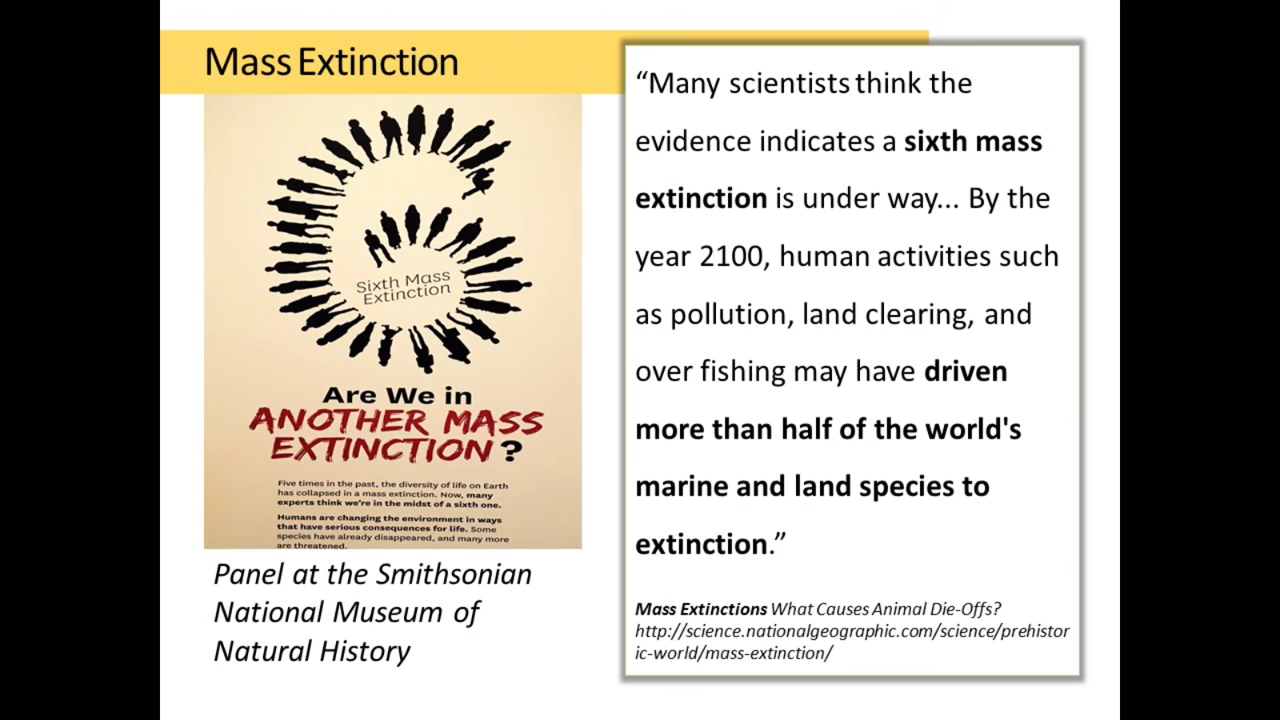 Mass Extinction
Sixth Mass
Extinction
Are We in
ANOTHER MASS
EXTINCTION ?
Five times in the past, the diversity of life on Earth
has collapsed in a mass extinction. Now, many
experts think we're in the midst of a sixth one.
Humans are changing the environment in ways
that have serious consequences for life. Some
species have already disappeared, and many more
are threatened.
Panel at the Smithsonian
National Museum of
Natural History
“Many scientists think the
evidence indicates a sixth mass
extinction is under way... By the
year 2100, human activities such
as pollution, land clearing, and
over fishing may have driven
more than half of the world's
marine and land species to
extinction.”
Mass Extinctions What Causes Animal Die-Offs?
http://science.nationalgeographic.com/science/prehistor
ic-world/mass-extinction/